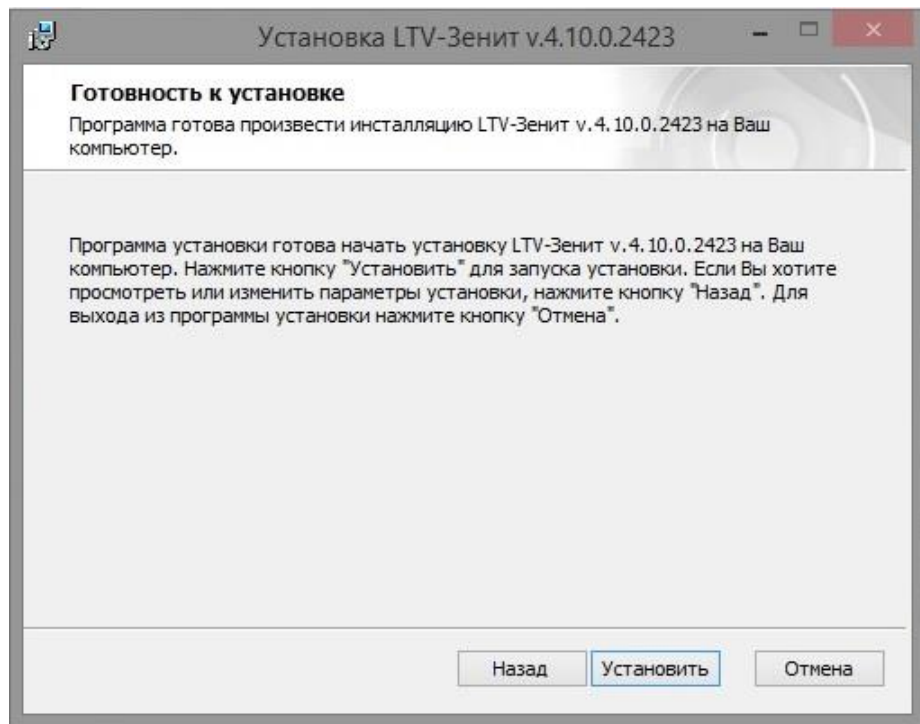 Установка LTV-Зенит v.4.10.0.2423
Готовность к установке
Программа готова произвести инсталляцию LTV-Зенит v.4.10.0.2423 на Ваш
компьютер.
Программа установки готова начать установку LTV-Зенит v.4.10.0.2423 на Ваш
компьютер. Нажмите кнопку "Установить" для запуска установки. Если Вы хотите
просмотреть или изменить параметры установки, нажмите кнопку "Назад". Для
выхода из программы установки нажмите кнопку "Отмена".
Назад Установить Отмена